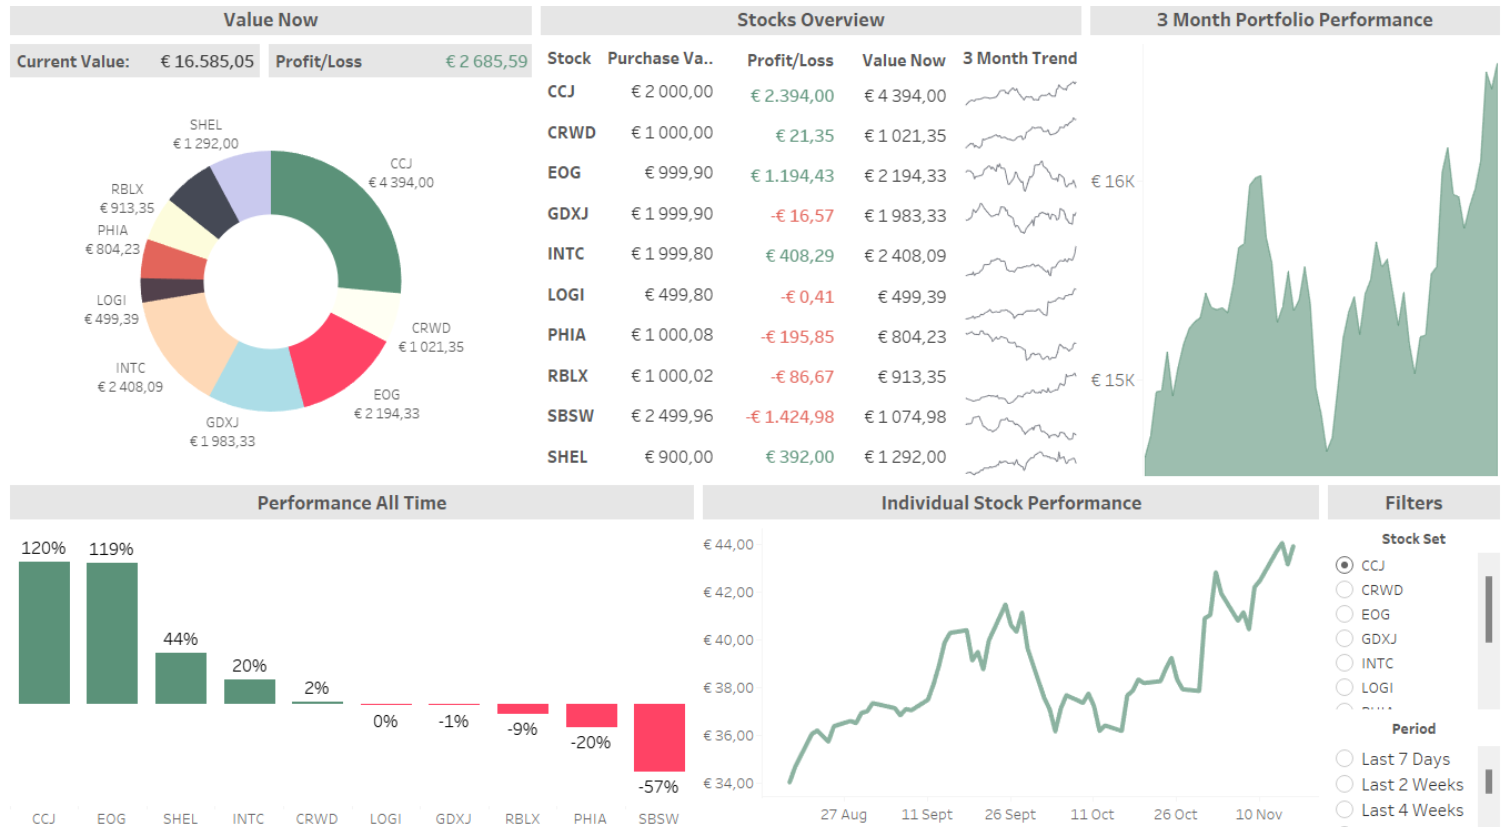 Value Now
Current Value: € 16.585,05 Profit/Loss € 2 685,59
SHEL
€ 1 292,00
CCJ
€ 4 394,00
RBLX
€ 913,35
PHIA
€ 804,23
LOGI
€ 499,39
CRWD
€ 1 021,35
INTC
€ 2 408,09
EOG
€ 2 194,33
GDXJ
€ 1 983,33
Stocks Overview
Stock Purchase Va.. Profit/Loss Value Now 3 Month Trend
CCJ € 2 000,00 € 2.394,00 € 4 394,00
CRWD € 1 000,00 € 21,35 € 1 021,35
EOG € 999,90 € 1.194,43 € 2 194,33
GDXJ € 1 999,90 -€ 16,57 € 1 983,33
INTC € 1 999,80 € 408,29 € 2 408,09
LOGI € 499,80 -€ 0,41 € 499,39
PHIA € 1 000,08 -€ 195,85 € 804,23
RBLX € 1 000,02 -€ 86,67 € 913,35
SBSW € 2 499,96 -€ 1.424,98 € 1 074,98
SHEL € 900,00 € 392,00 € 1 292,00
3 Month Portfolio Performance
€ 16K
€ 15K
Performance All Time
120% 119% 44% 20% 2% 0% -1% -9% -20% -57%
CCJ EOG SHEL INTC CRWD LOGI GDXJ RBLX PHIA SBSW
Individual Stock Performance
€ 44,00
€ 42,00
€ 40,00
€ 38,00
€ 36,00
€ 34,00
27 Aug 11 Sept 26 Sept 11 Oct 26 Oct 10 Nov
Filters
Stock Set
CCJ
CRWD
EOG
GDXJ
INTC
LOGI
Period
Last 7 Days
Last 2 Weeks
Last 4 Weeks